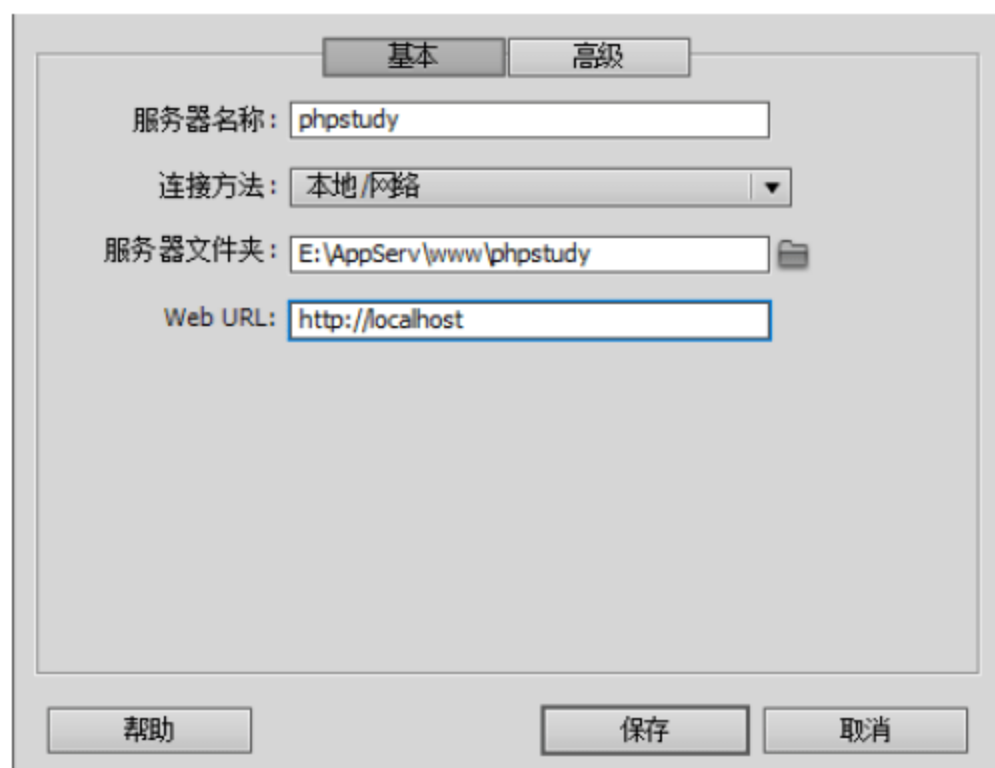 基本 高级
服务器名称: phpstudy
连接方法: 本地/网络
服务器文件夹: E:\AppServ\www\phpstudy
Web URL: http://localhost
帮助 保存 取消